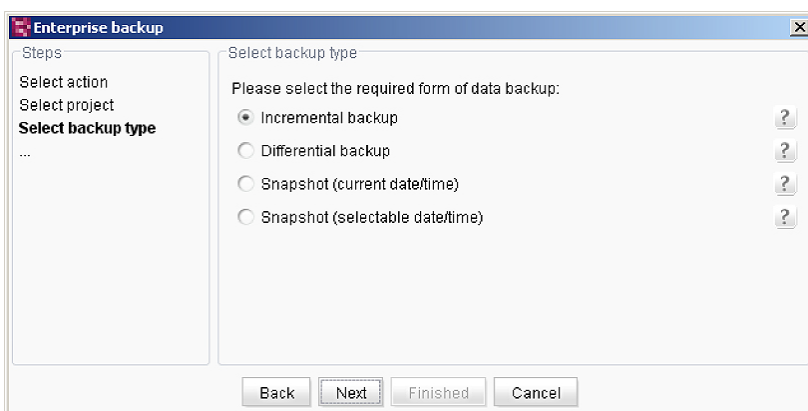 Enterprise backup
Steps
Select action
Select project
Select backup type
...
Select backup type
Please select the required form of data backup:
Incremental backup ?
Differential backup ?
Snapshot (current date/time) ?
Snapshot (selectable date/time) ?
Back Next Finished Cancel